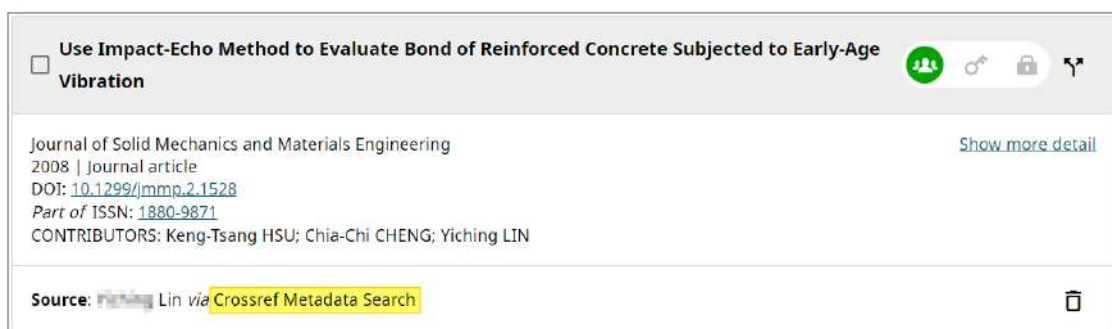 Use Impact-Echo Method to Evaluate Bond of Reinforced Concrete Subjected to Early-Age
Vibration
Journal of Solid Mechanics and Materials Engineering
Show more detail
2008 | Journal article
DOI: 10.1299/jmmp.2.1528
Part of ISSN: 1880-9871
CONTRIBUTORS: Keng-Tsang HSU; Chia-Chi CHENG; Yiching LIN
Source: Lin via Crossref Metadata Search